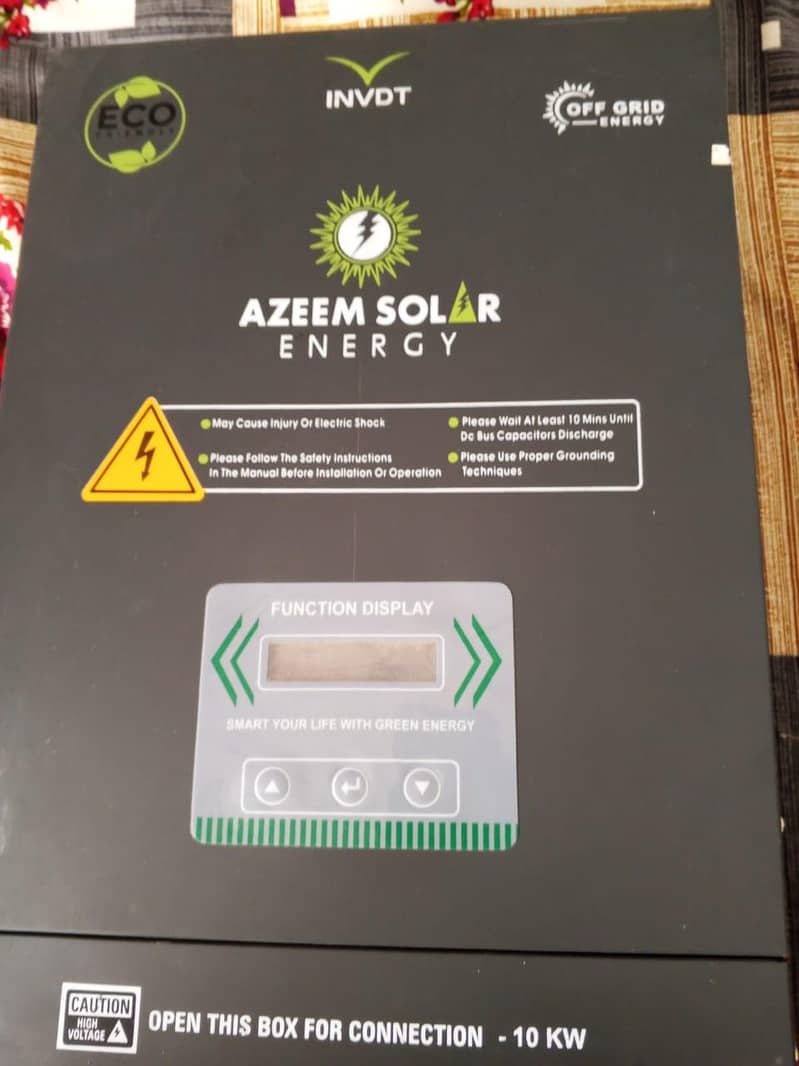 ECO
FRIENDLY
INVDT
OFF GRID
ENERGY
AZEEM SOLAR
ENERGY
May Cause Injury Or Electric Shock
Please Follow The Safety Instructions
In The Manual Before Installation Or Operation
Please Wait At Least 10 Mins Until
Dc Bus Capacitors Discharge
Please Use Proper Grounding
Techniques
FUNCTION DISPLAY
SMART YOUR LIFE WITH GREEN ENERGY
CAUTION
HIGH
VOLTAGE
OPEN THIS BOX FOR CONNECTION - 10 KW